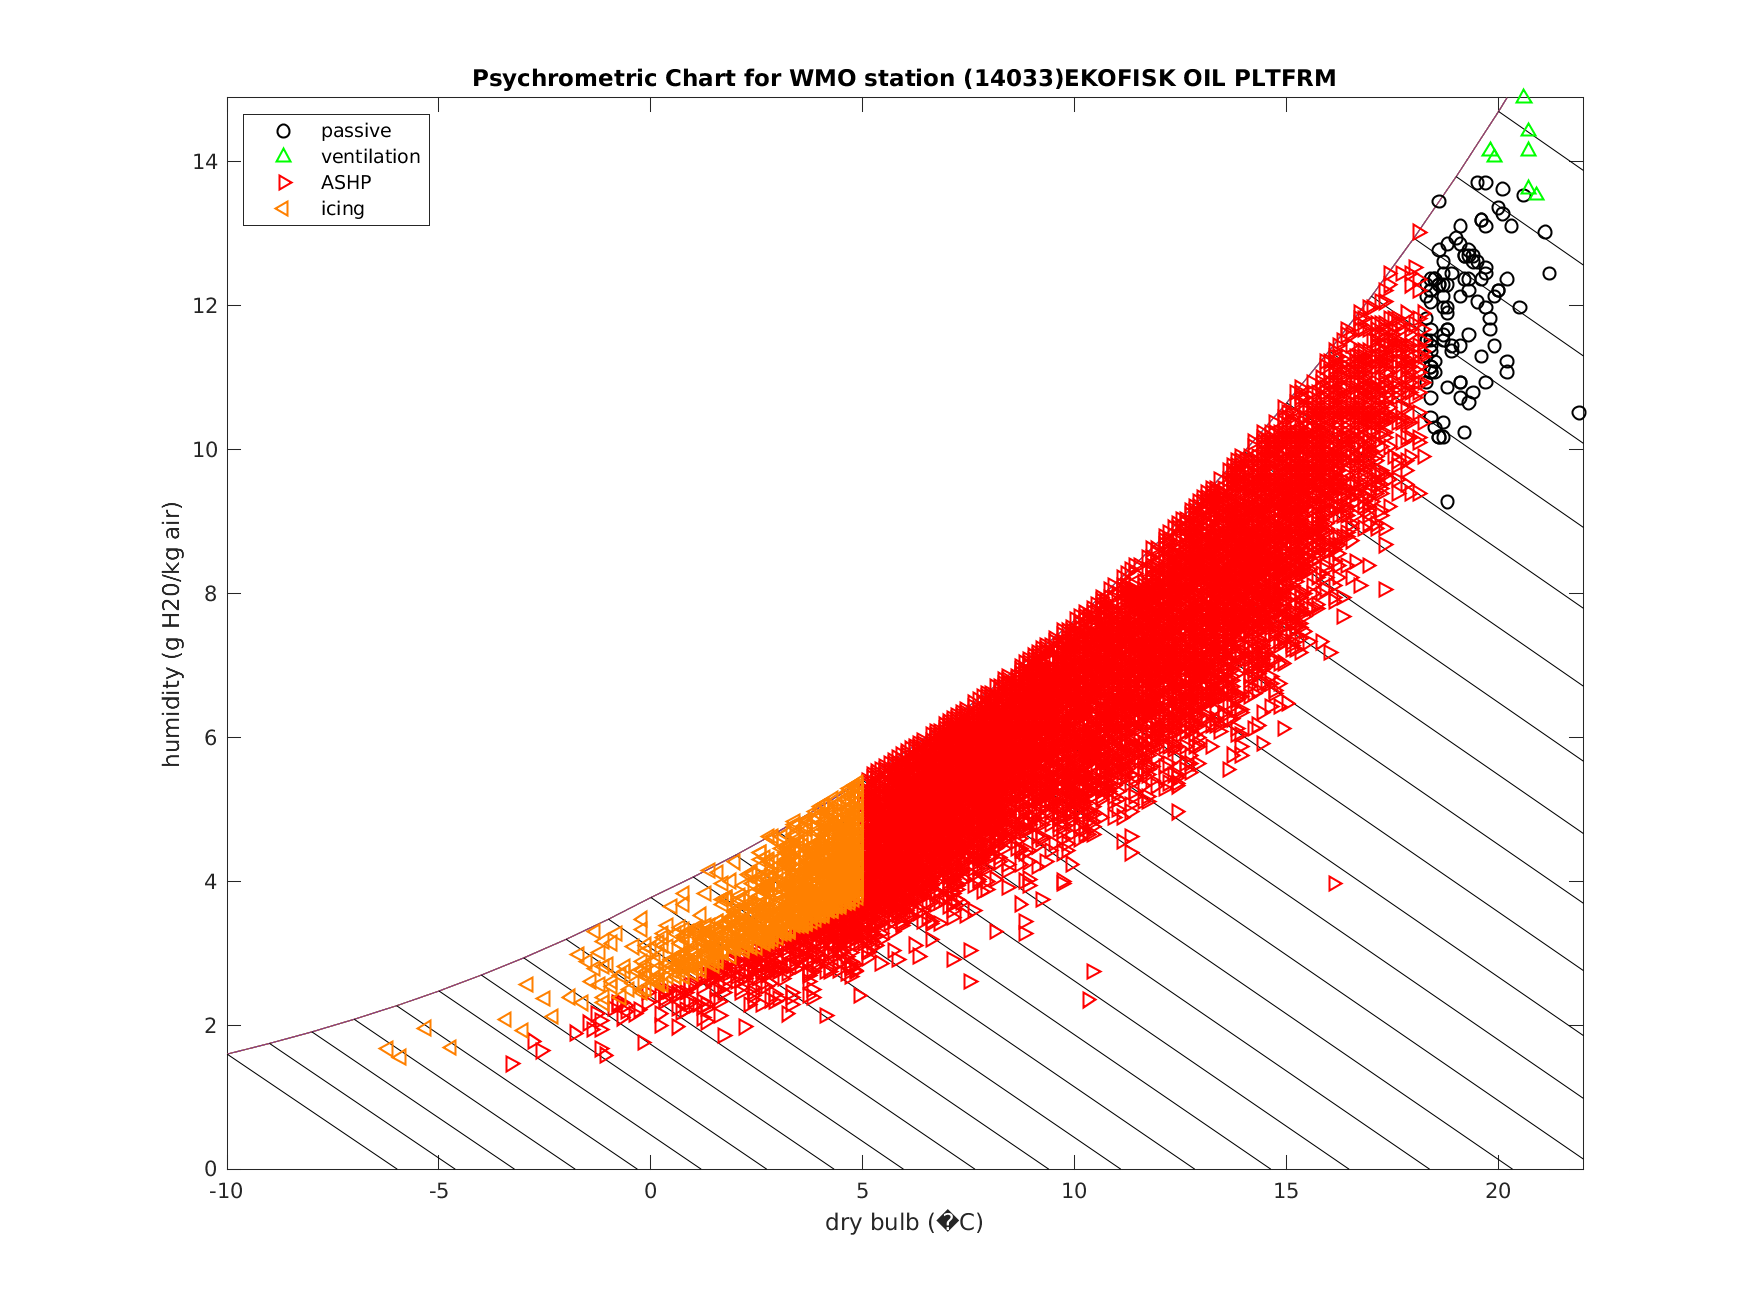 Psychrometric Chart for WMO station (14033)EKOFISK OIL PLTFRM
passive
ventilation
ASHP
icing
humidity (g H20/kg air)
14
12
10
8
6
4
2
0
-10 -5 0 5 10 15 20
dry bulb (�C)